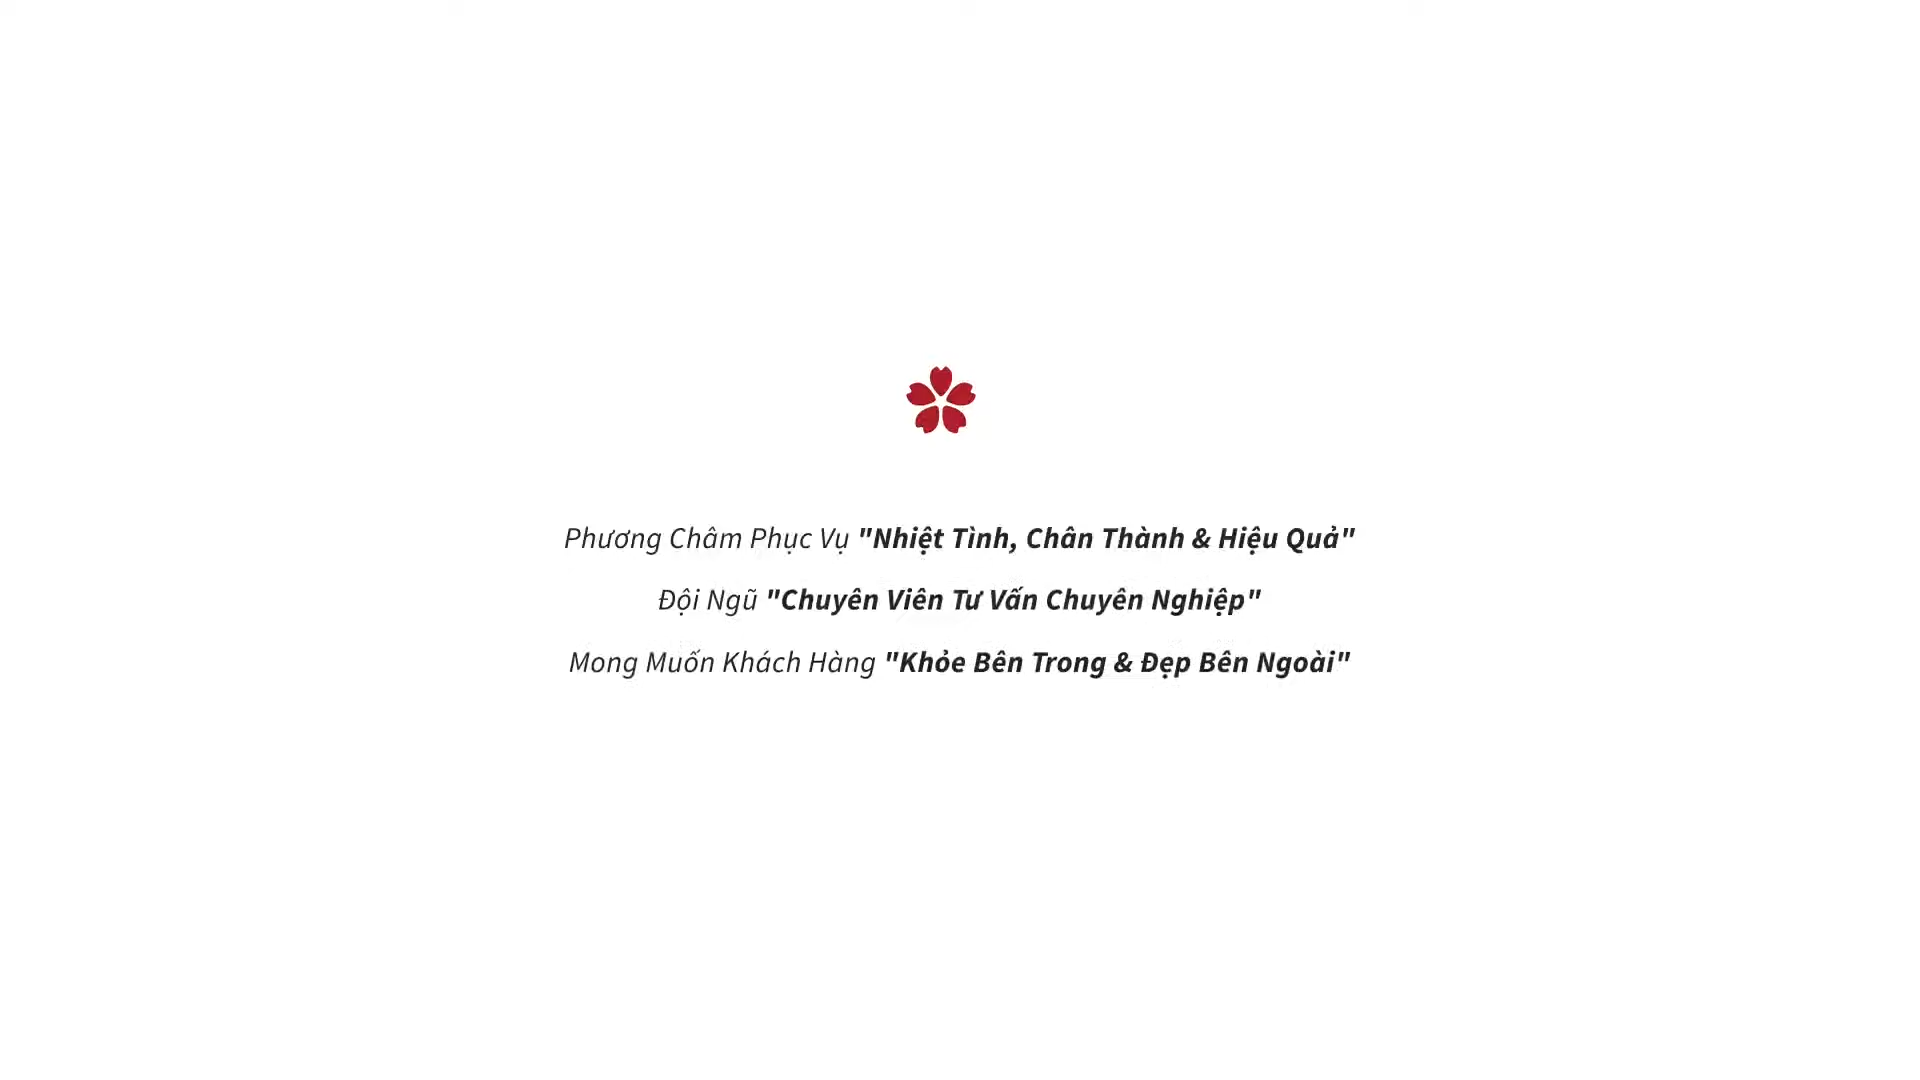 Phương Châm Phục Vụ "Nhiệt Tình, Chân Thành & Hiệu Quả"
Đội Ngũ "Chuyên Viên Tư Vấn Chuyên Nghiệp"
Mong Muốn Khách Hàng "Khỏe Bên Trong & Đẹp Bên Ngoài"